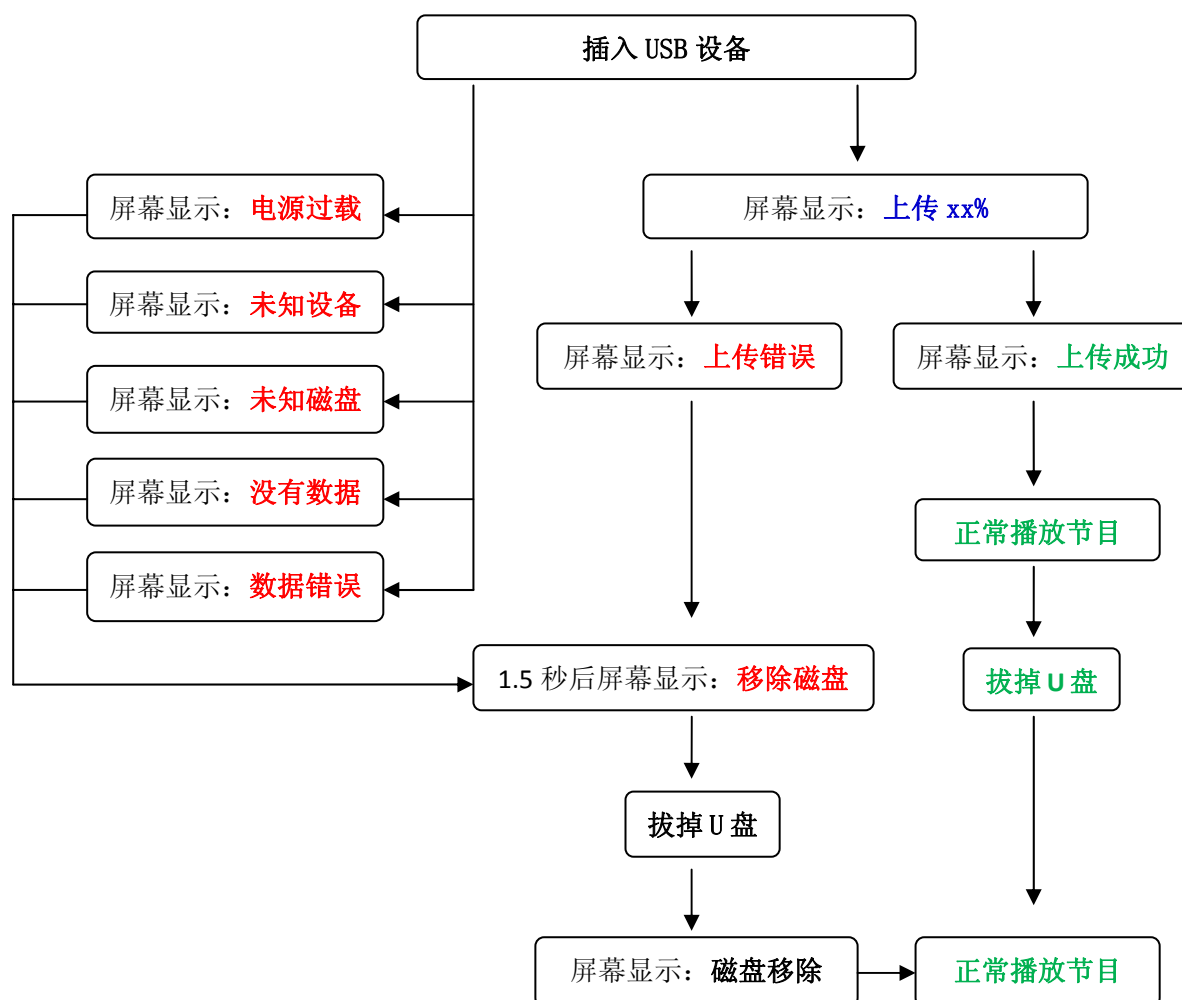 插入 USB 设备
屏幕显示：电源过载
屏幕显示：上传 xx%
屏幕显示：未知设备
屏幕显示：上传错误
屏幕显示：上传成功
屏幕显示：未知磁盘
屏幕显示：没有数据
正常播放节目
屏幕显示：数据错误
1.5 秒后屏幕显示：移除磁盘
拔掉 U 盘
拔掉 U 盘
屏幕显示：磁盘移除
正常播放节目